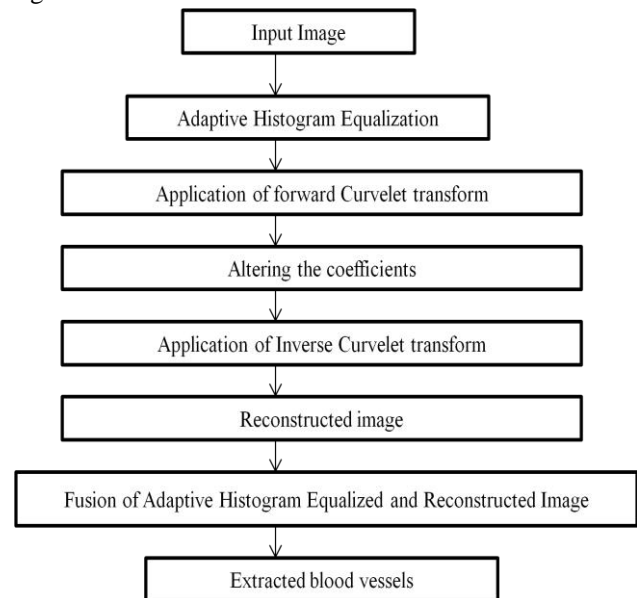 Input Image
Adaptive Histogram Equalization
Application of forward Curvelet transform
Altering the coefficients
Application of Inverse Curvelet transform
Reconstructed image
Fusion of Adaptive Histogram Equalized and Reconstructed Image
Extracted blood vessels